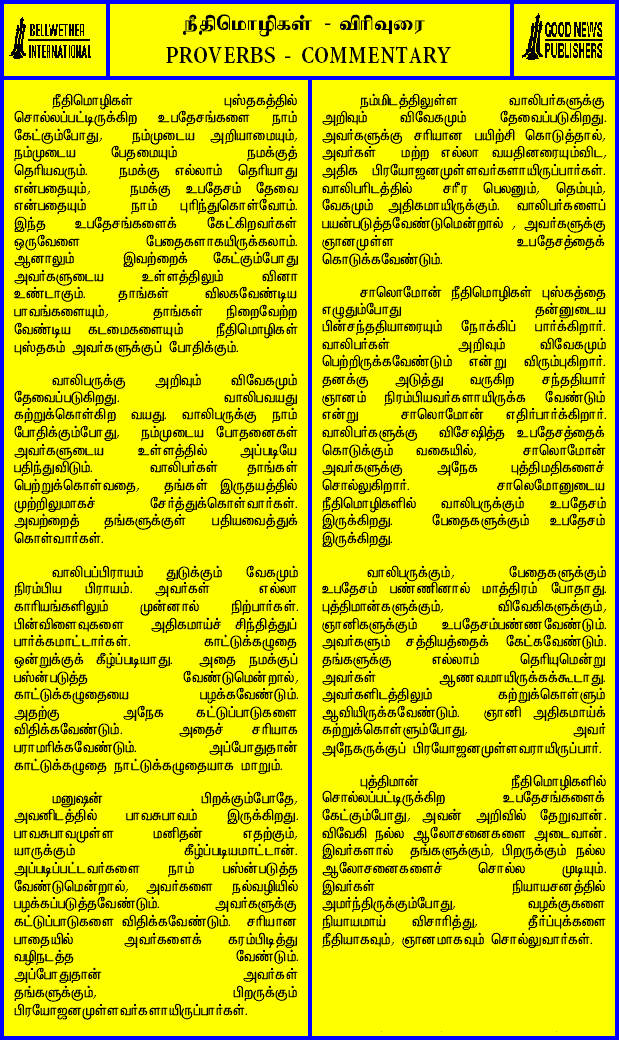 BELLWETHER
INTERNATIONAL
நீதிமொழிகள் - விரிவுரை
PROVERBS - COMMENTARY
GOOD NEWS
PUBLISHERS
நீதிமொழிகள் புஸ்தகத்தில்
சொல்லப்பட்டிருக்கிற உபதேசங்களை நாம்
கேட்கும்போது, நம்முடைய அறியாமையும்,
நம்முடைய பேதமையும் நமக்குத்
தெரியவரும். நமக்கு எல்லாம் தெரியாது
என்பதையும், நமக்கு உபதேசம் தேவை
என்பதையும் நாம் புரிந்துகொள்வோம்.
இந்த உபதேசங்களைக் கேட்கிறவர்கள்
ஒருவேளை பேதைகளாகயிருக்கலாம்.
ஆனாலும் இவற்றைக் கேட்கும்போது
அவர்களுடைய உள்ளத்திலும் வினா
உண்டாகும். தாங்கள் விலகவேண்டிய
பாவங்களையும், தாங்கள் நிறைவேற்ற
வேண்டிய கடமைகளையும் நீதிமொழிகள்
புஸ்தகம் அவர்களுக்குப் போதிக்கும்.
வாலிபருக்கு அறிவும் விவேகமும்
தேவைப்படுகிறது. வாலிபவயது
கற்றுக்கொள்கிற வயது. வாலிபருக்கு நாம்
போதிக்கும்போது, நம்முடைய போதனைகள்
அவர்களுடைய உள்ளத்தில் அப்படியே
பதிந்துவிடும். வாலிபர்கள் தாங்கள்
பெற்றுக்கொள்வதை, தங்கள் இருதயத்தில்
முற்றிலுமாகச் சேர்த்துக்கொள்வார்கள்.
அவற்றைத் தங்களுக்குள் பதியவைத்துக்
கொள்வார்கள்.
வாலிபப்பிராயம் துடுக்கும் வேகமும்
நிரம்பிய பிராயம். அவர்கள் எல்லா
காரியங்களிலும் முன்னால் நிற்பார்கள்.
பின்விளைவுகளை அதிகமாய்ச் சிந்தித்துப்
பார்க்கமாட்டார்கள். காட்டுக்கழுதை
ஒன்றுக்குக் கீழ்ப்படியாது. அதை நமக்குப்
பஸ்ன்படுத்த வேண்டுமென்றால்,
காட்டுக்கழுதையை பழக்கவேண்டும்.
அதற்கு அநேக கட்டுப்பாடுகளை
விதிக்கவேண்டும். அதைச் சரியாக
பராமரிக்கவேண்டும். அப்போதுதான்
காட்டுக்கழுதை நாட்டுக்கழுதையாக மாறும்.
மனுஷன் பிறக்கும்போதே,
அவனிடத்தில் பாவசுபாவம் இருக்கிறது.
பாவசுபாவமுள்ள மனிதன் எதற்கும்,
யாருக்கும் கீழ்ப்படியமாட்டான்.
அப்படிப்பட்டவர்களை நாம் பஸ்ன்படுத்த
வேண்டுமென்றால், அவர்களை நல்வழியில்
பழக்கப்படுத்தவேண்டும். அவர்களுக்கு
கட்டுப்பாடுகளை விதிக்கவேண்டும். சரியான
பாதையில் அவர்களைக் கரம்பிடித்து
வழிநடத்த வேண்டும்.
அப்போதுதான் அவர்கள்
தங்களுக்கும், பிறருக்கும்
பிரயோஜனமுள்ளவர்களாயிருப்பார்கள்.
நம்மிடத்திலுள்ள வாலிபர்களுக்கு
அறிவும் விவேகமும் தேவைப்படுகிறது.
அவர்களுக்கு சரியான பயிற்சி கொடுத்தால்,
அவர்கள் மற்ற எல்லா வயதினரையும்விட,
அதிக பிரயோஜனமுள்ளவர்களாயிருப்பார்கள்.
வாலிபரிடத்தில் சரீர பெலனும், தெம்பும்,
வேகமும் அதிகமாயிருக்கும். வாலிபர்களைப்
பயன்படுத்தவேண்டுமென்றால் , அவர்களுக்கு
ஞானமுள்ள உபதேசத்தைக்
கொடுக்கவேண்டும்.
சாலொமோன் நீதிமொழிகள் புஸ்கத்தை
எழுதும்போது தன்னுடைய
பின்சந்ததியாரையும் நோக்கிப் பார்க்கிறார்.
வாலிபர்கள் அறிவும் விவேகமும்
பெற்றிருக்கவேண்டும் என்று விரும்புகிறார்.
தனக்கு அடுத்து வருகிற சந்ததியார்
ஞானம் நிரம்பியவர்களாயிருக்க வேண்டும்
என்று சாலொமோன் எதிர்பார்க்கிறார்.
வாலிபர்களுக்கு விசேஷித்த உபதேசத்தைக்
கொடுக்கும் வகையில், சாலொமோன்
அவர்களுக்கு அநேக புத்திமதிகளைச்
சொல்லுகிறார். சாலெமோனுடைய
நீதிமொழிகளில் வாலிபருக்கும் உபதேசம்
இருக்கிறது. பேதைகளுக்கும் உபதேசம்
இருக்கிறது.
வாலிபருக்கும், பேதைகளுக்கும்
உபதேசம் பண்ணினால் மாத்திரம் போதாது.
புத்திமான்களுக்கும், விவேகிகளுக்கும்,
ஞானிகளுக்கும் உபதேசம்பண்ணவேண்டும்.
அவர்களும் சத்தியத்தைக் கேட்கவேண்டும்.
தங்களுக்கு எல்லாம் தெரியுமென்று
அவர்கள் ஆணவமாயிருக்கக்கூடாது.
அவர்களிடத்திலும் கற்றுக்கொள்ளும்
ஆவியிருக்கவேண்டும். ஞானி அதிகமாய்க்
கற்றுக்கொள்ளும்போது, அவர்
அநேகருக்குப் பிரயோஜனமுள்ளவராயிருப்பார்.
புத்திமான் நீதிமொழிகளில்
சொல்லப்பட்டிருக்கிற உபதேசங்களைக்
கேட்கும்போது, அவன் அறிவில் தேறுவான்.
விவேகி நல்ல ஆலோசனைகளை அடைவான்.
இவர்களால் தங்களுக்கும், பிறருக்கும் நல்ல
ஆலோசனைகளைச் சொல்ல முடியும்.
இவர்கள் நியாயசனத்தில்
அமர்ந்திருக்கும்போது, வழக்குகளை
நியாயமாய் விசாரித்து, தீர்ப்புக்களை
நீதியாகவும், ஞானமாகவும் சொல்லுவார்கள்.